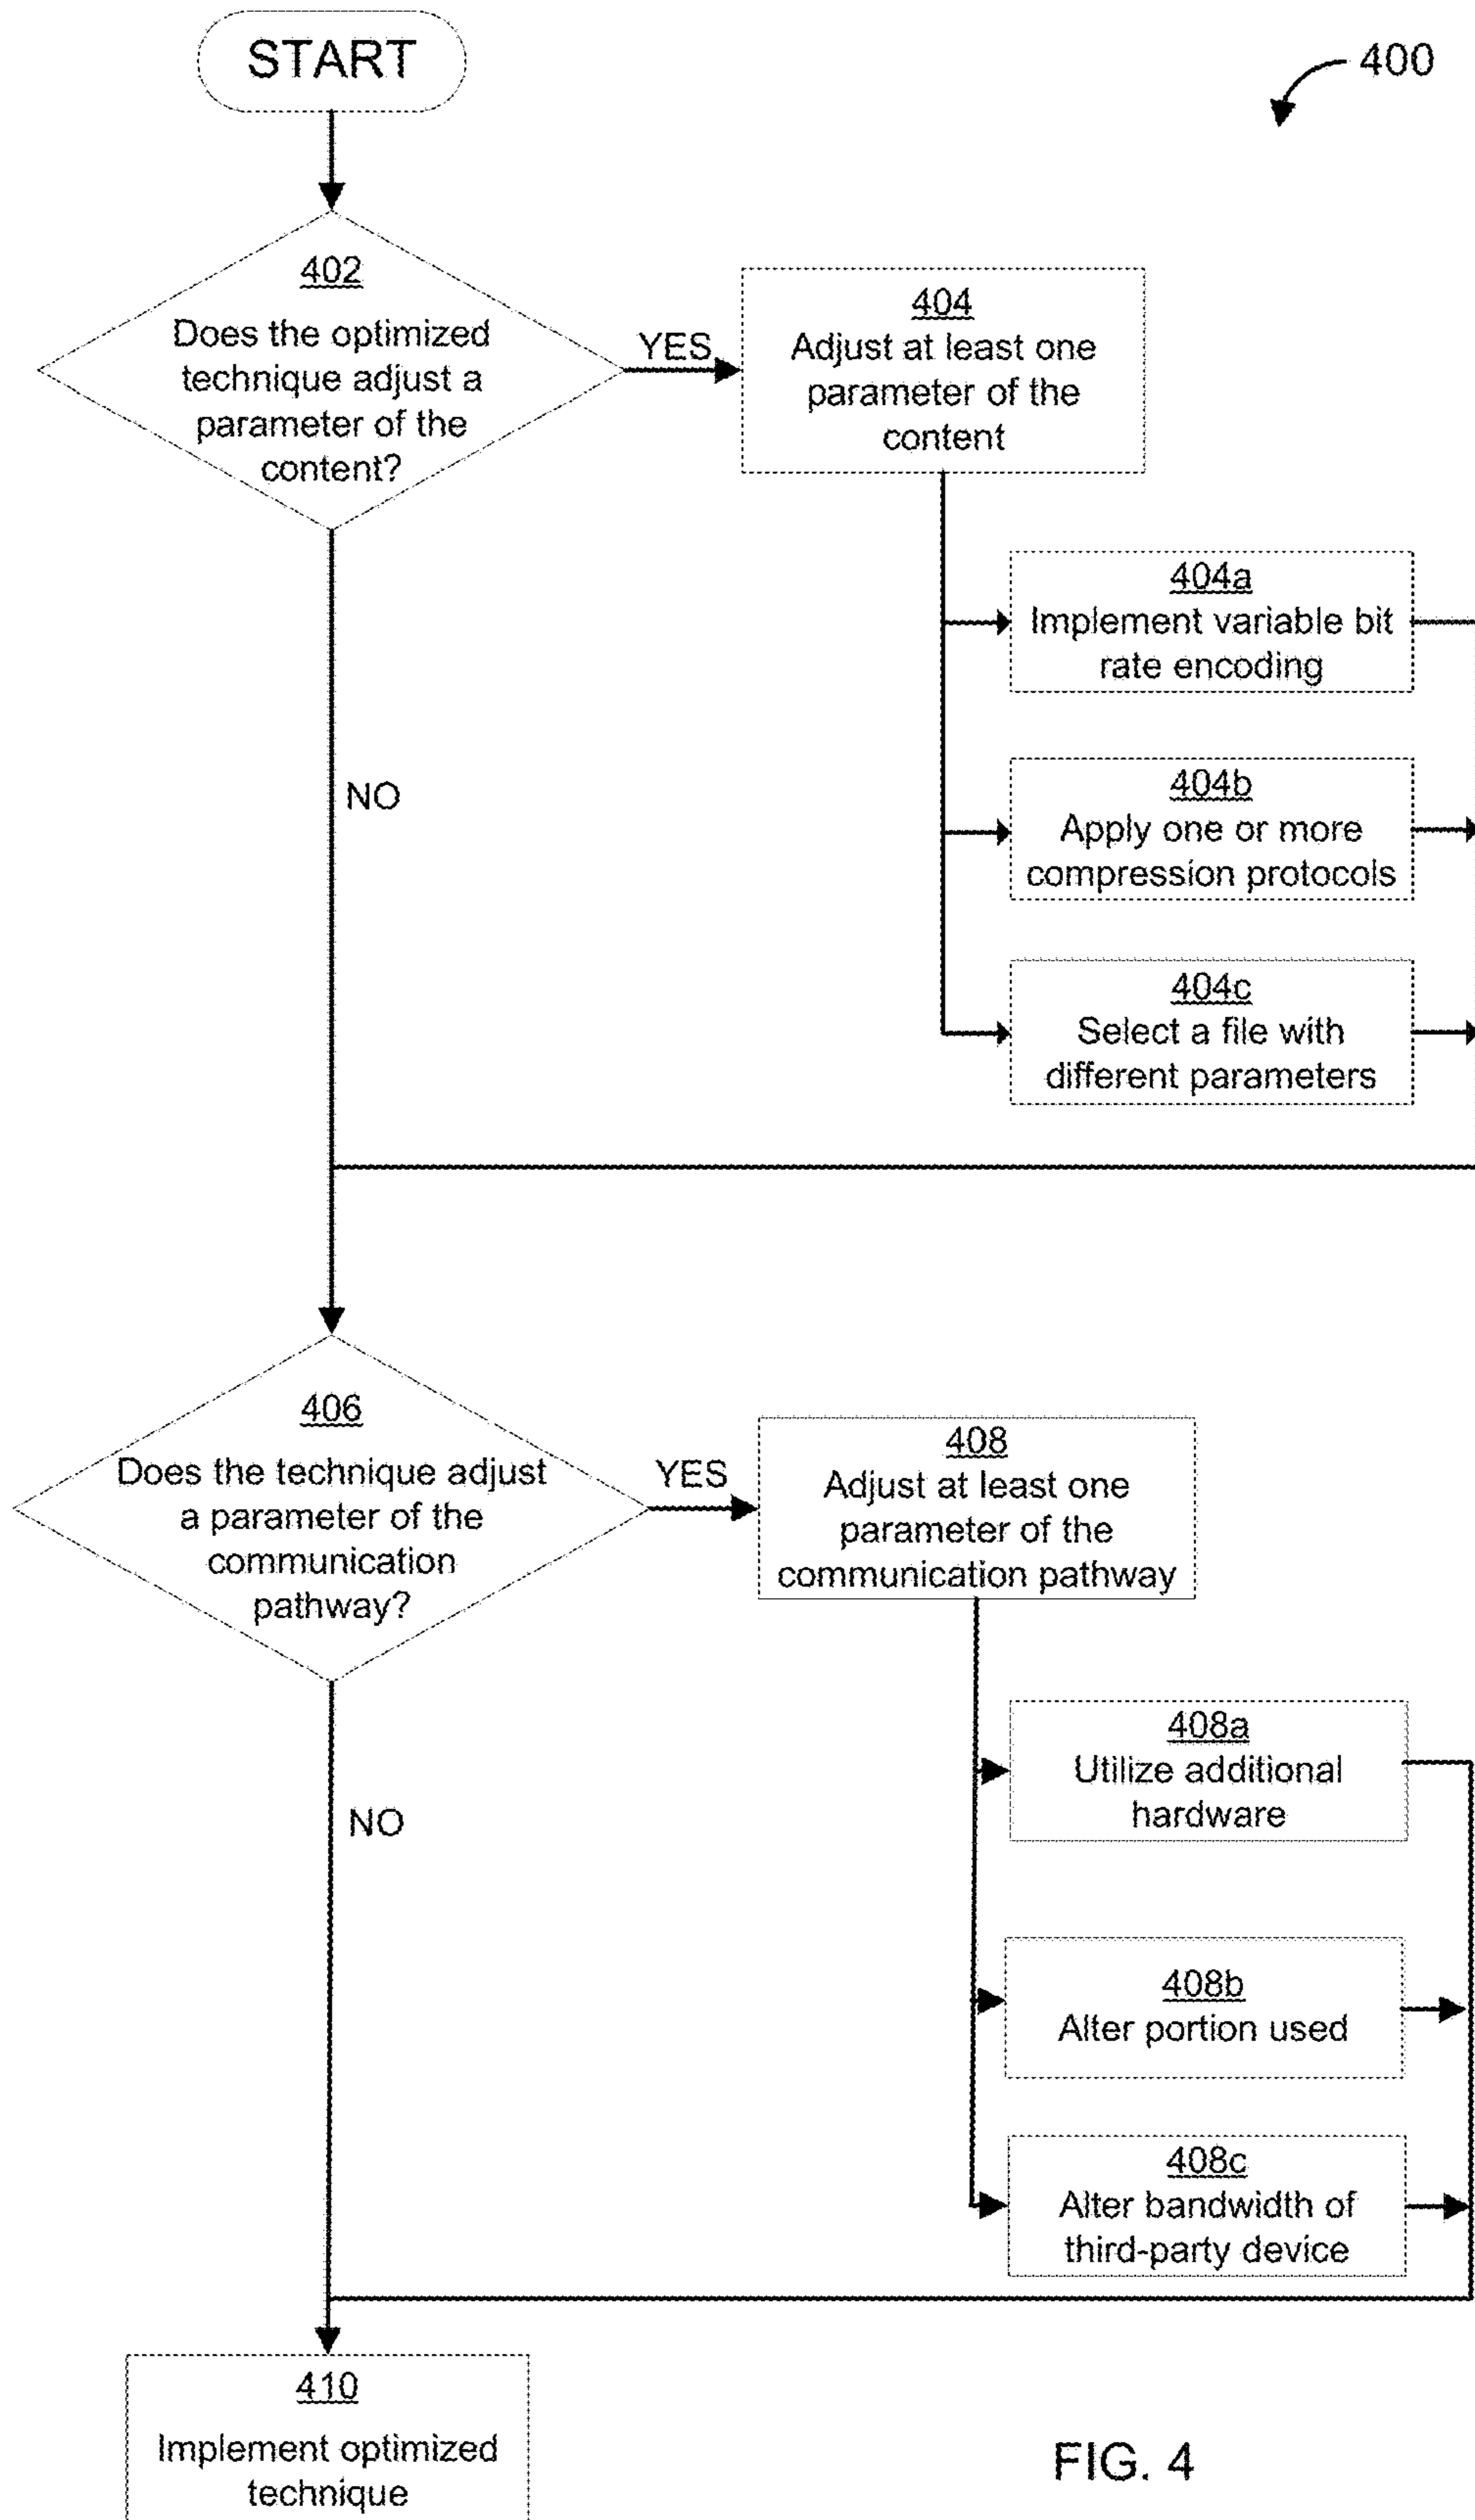 START
400
402
Does the optimized
technique adjust a
parameter of the
content?
YES
404
Adjust at least one
parameter of the
content
404a
Implement variable bit
rate encoding
NO
404b
Apply one or more
compression protocols
404c
Select a file with
different parameters
406
Does the technique adjust
a parameter of the
communication
pathway?
YES
408
Adjust at least one
parameter of the
communication pathway
408a
Utilize additional
hardware
NO
408b
Alter portion used
408c
Alter bandwidth of
third-party device
410
Implement optimized
technique
FIG. 4